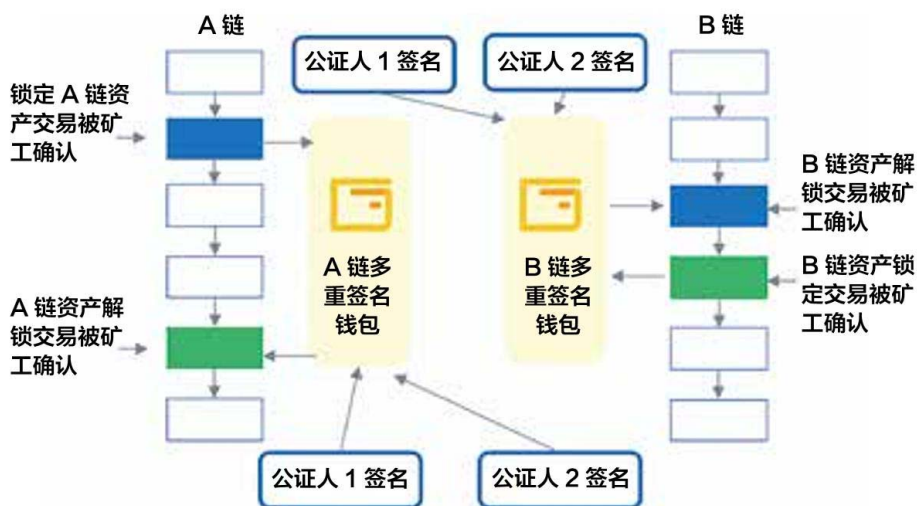 A 链
B 链
公证人 1 签名
公证人 2 签名
锁定 A 链资
产交易被矿
工确认
B 链资产解
锁交易被矿
工确认
A 链多
重签名
钱包
B 链多
重签名
钱包
B 链资产锁
定交易被矿
工确认
A 链资产解
锁交易被矿
工确认
公证人 1 签名
公证人 2 签名